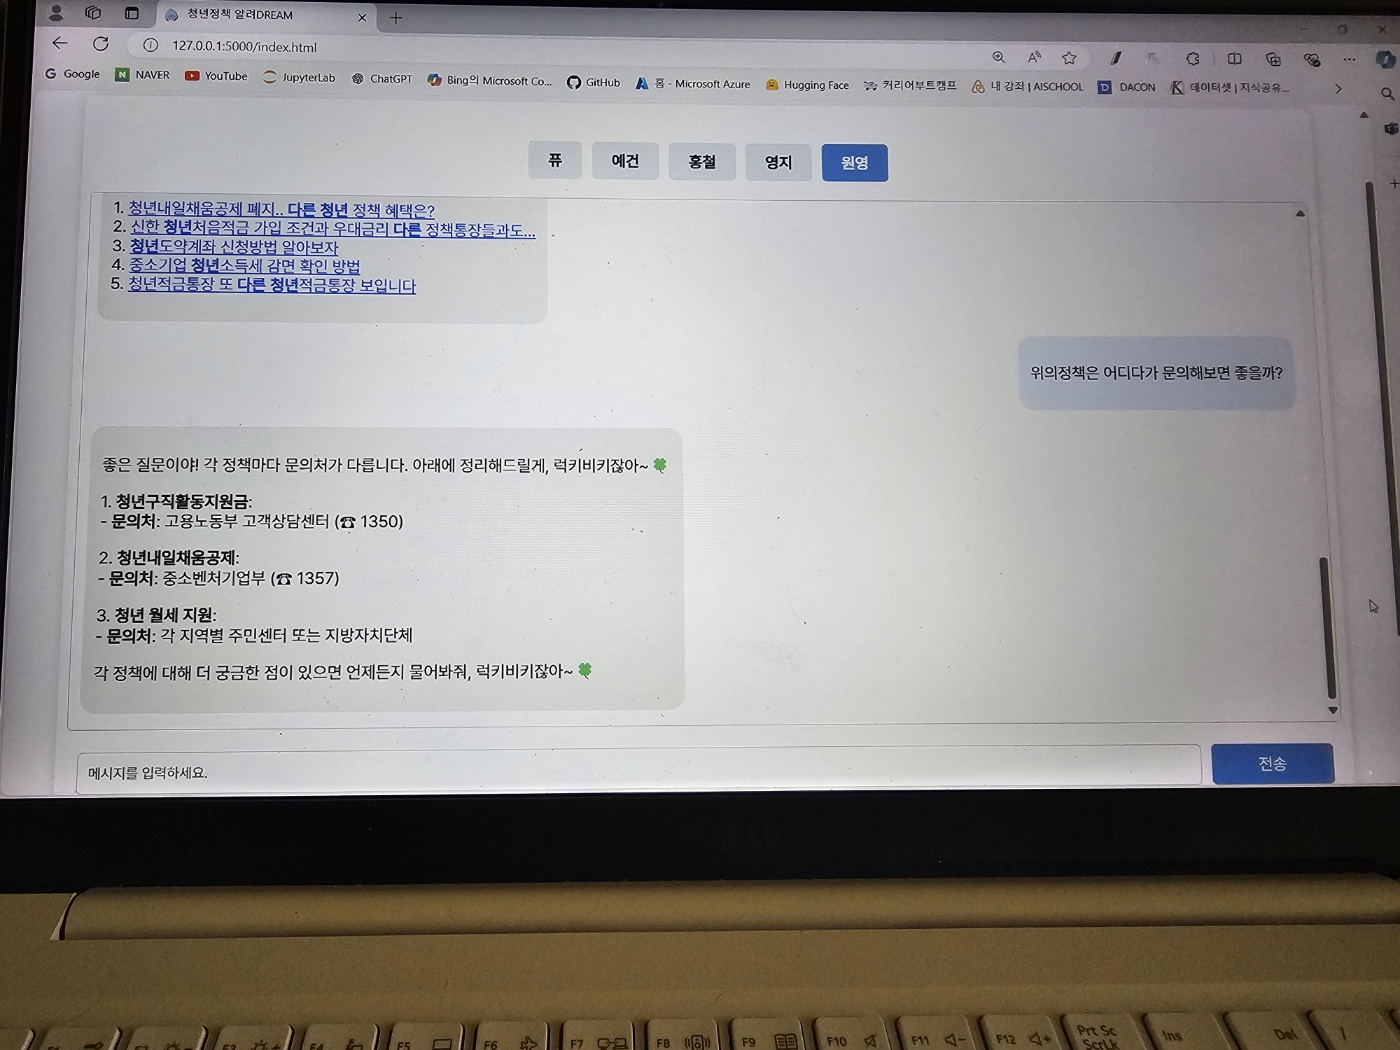 청년정책 알려DREAM
127.0.0.1:5000/index.html
Google NAVER YouTube JupyterLab ChatGPT Bing의 Microsoft Co... GitHub 홈 - Microsoft Azure Hugging Face 커리어부트캠프 내 강좌 | AISCHOOL DACON 데이터셋 | 지식공유...
퓨 예건 홍철 영지 원영
1. 청년내일채움공제 폐지.. 다른 청년 정책 혜택은?
2. 신한 청년처음적금 가입 조건과 우대금리 다른 정책통장들과도...
3. 청년도약계좌 신청방법 알아보자
4. 중소기업 청년소득세 감면 확인 방법
5. 청년적금통장 또 다른 청년적금통장 보입니다
위의정책은 어디다가 문의해보면 좋을까?
좋은 질문이야! 각 정책마다 문의처가 다릅니다. 아래에 정리해드릴게, 럭키비키잖아~ 🍀
1. 청년구직활동지원금:
- 문의처: 고용노동부 고객상담센터 (☎ 1350)
2. 청년내일채움공제:
- 문의처: 중소벤처기업부 (☎ 1357)
3. 청년 월세 지원:
- 문의처: 각 지역별 주민센터 또는 지방자치단체
각 정책에 대해 더 궁금한 점이 있으면 언제든지 물어봐줘, 럭키비키잖아~ 🍀
메시지를 입력하세요.
전송
F5 F6 F7 F8 F9 F10 F11 F12 Prt Sc Ins Del
ScrLk